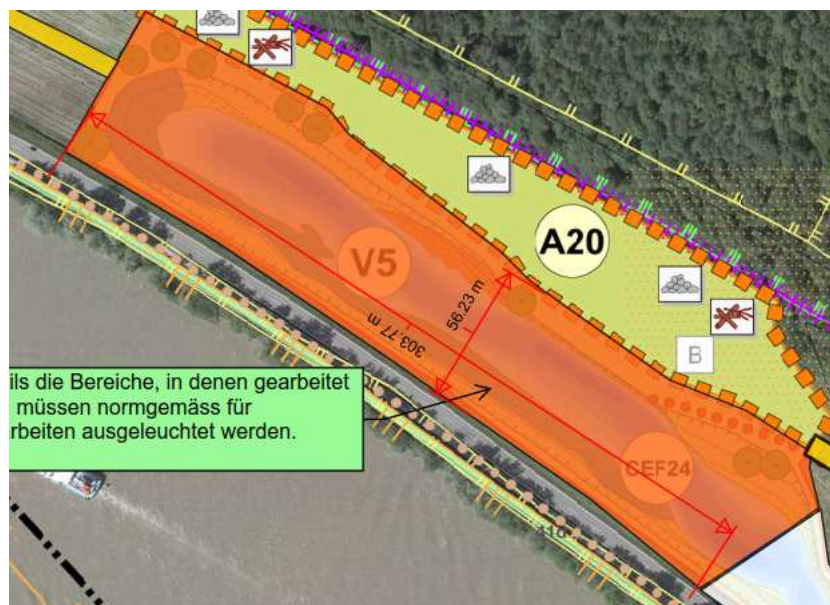 A20
V5
56.23 m
303.77 m
B
ils die Bereiche, in denen gearbeitet
müssen normgemäss für
rbeiten ausgeleuchtet werden.
CEF24